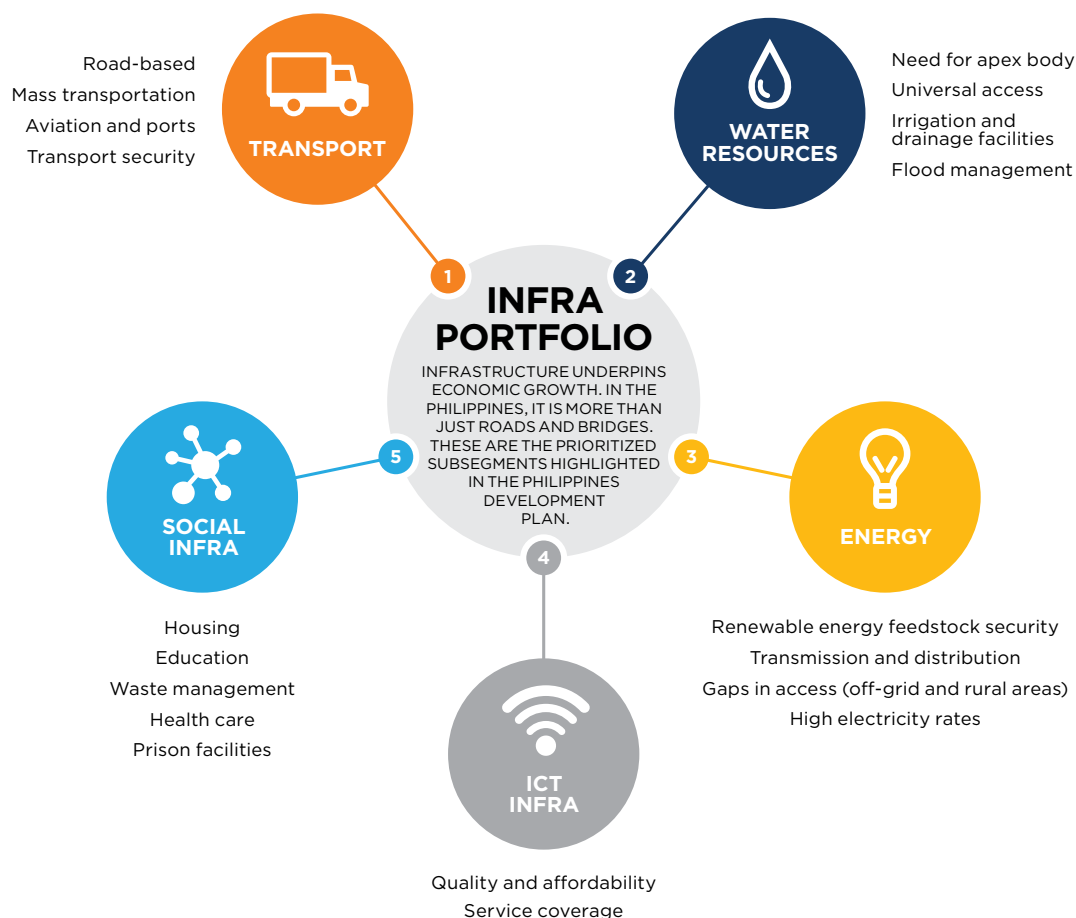 Road-based
Mass transportation
Aviation and ports
Transport security
TRANSPORT
WATER
RESOURCES
Need for apex body
Universal access
Irrigation and
drainage facilities
Flood management
1
2
INFRA
PORTFOLIO
INFRASTRUCTURE UNDERPINS
ECONOMIC GROWTH. IN THE
PHILIPPINES, IT IS MORE THAN
JUST ROADS AND BRIDGES.
THESE ARE THE PRIORITIZED
SUBSEGMENTS HIGHLIGHTED
IN THE PHILIPPINES
DEVELOPMENT
PLAN.
3
ENERGY
Renewable energy feedstock security
Transmission and distribution
Gaps in access (off-grid and rural areas)
High electricity rates
4
ICT
INFRA
Quality and affordability
Service coverage
5
SOCIAL
INFRA
Housing
Education
Waste management
Health care
Prison facilities